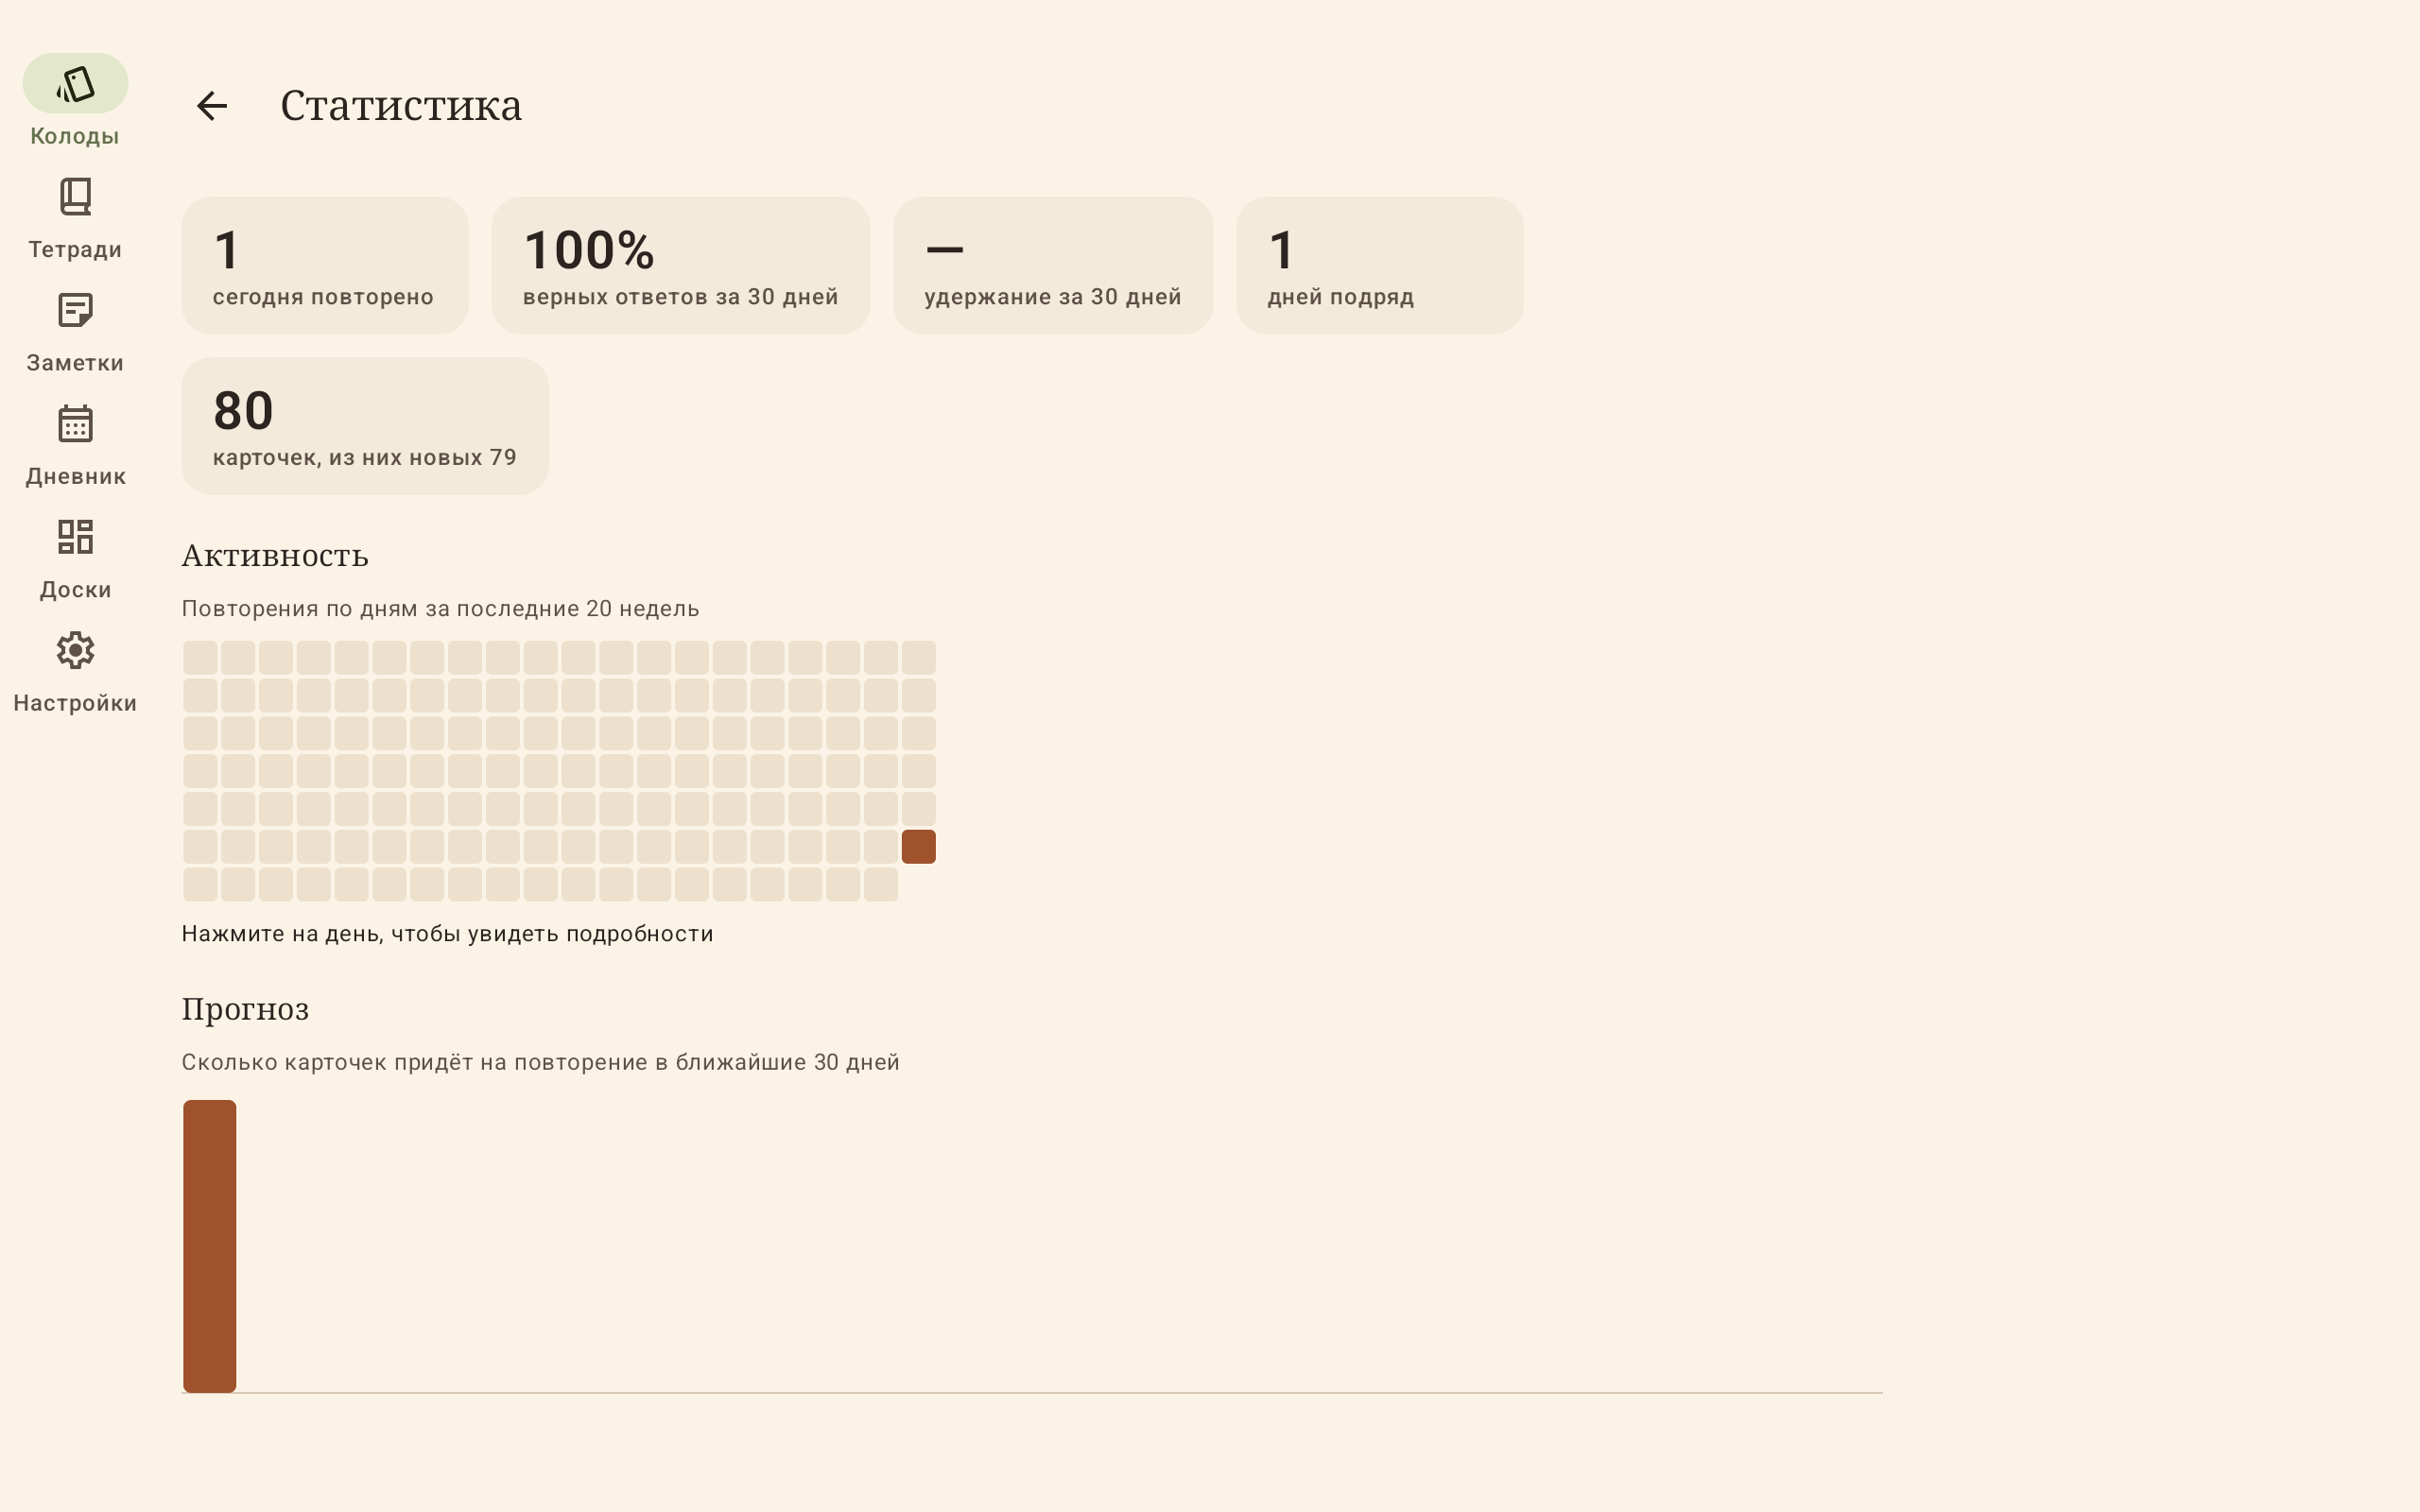 Колоды
Тетради
Заметки
Дневник
Доски
Настройки
Статистика
1
сегодня повторено
100%
верных ответов за 30 дней
—
удержание за 30 дней
1
дней подряд
80
карточек, из них новых 79
Активность
Повторения по дням за последние 20 недель
Нажмите на день, чтобы увидеть подробности
Прогноз
Сколько карточек придёт на повторение в ближайшие 30 дней